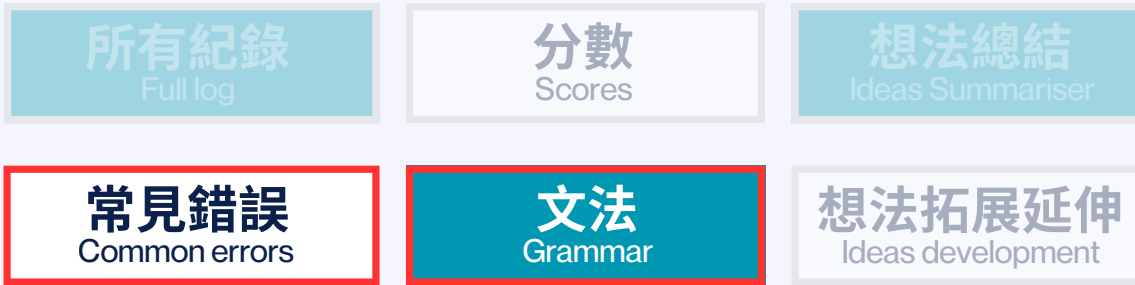 所有紀錄
Full log
分數
Scores
想法總結
Ideas Summariser
常見錯誤
Common errors
文法
Grammar
想法拓展延伸
Ideas development